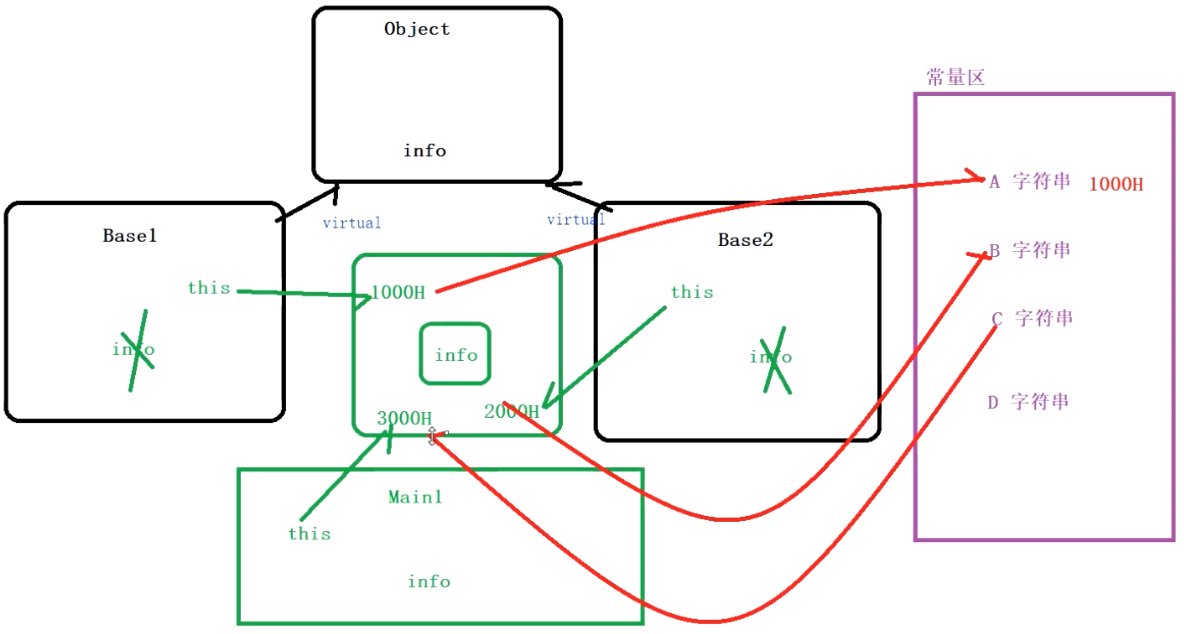 Object
info
常量区
A 字符串 1000H
virtual
virtual
Base1
Base2
B 字符串
this
1000H
this
C 字符串
info
info
info
D 字符串
3000H
2000H
Main1
this
info